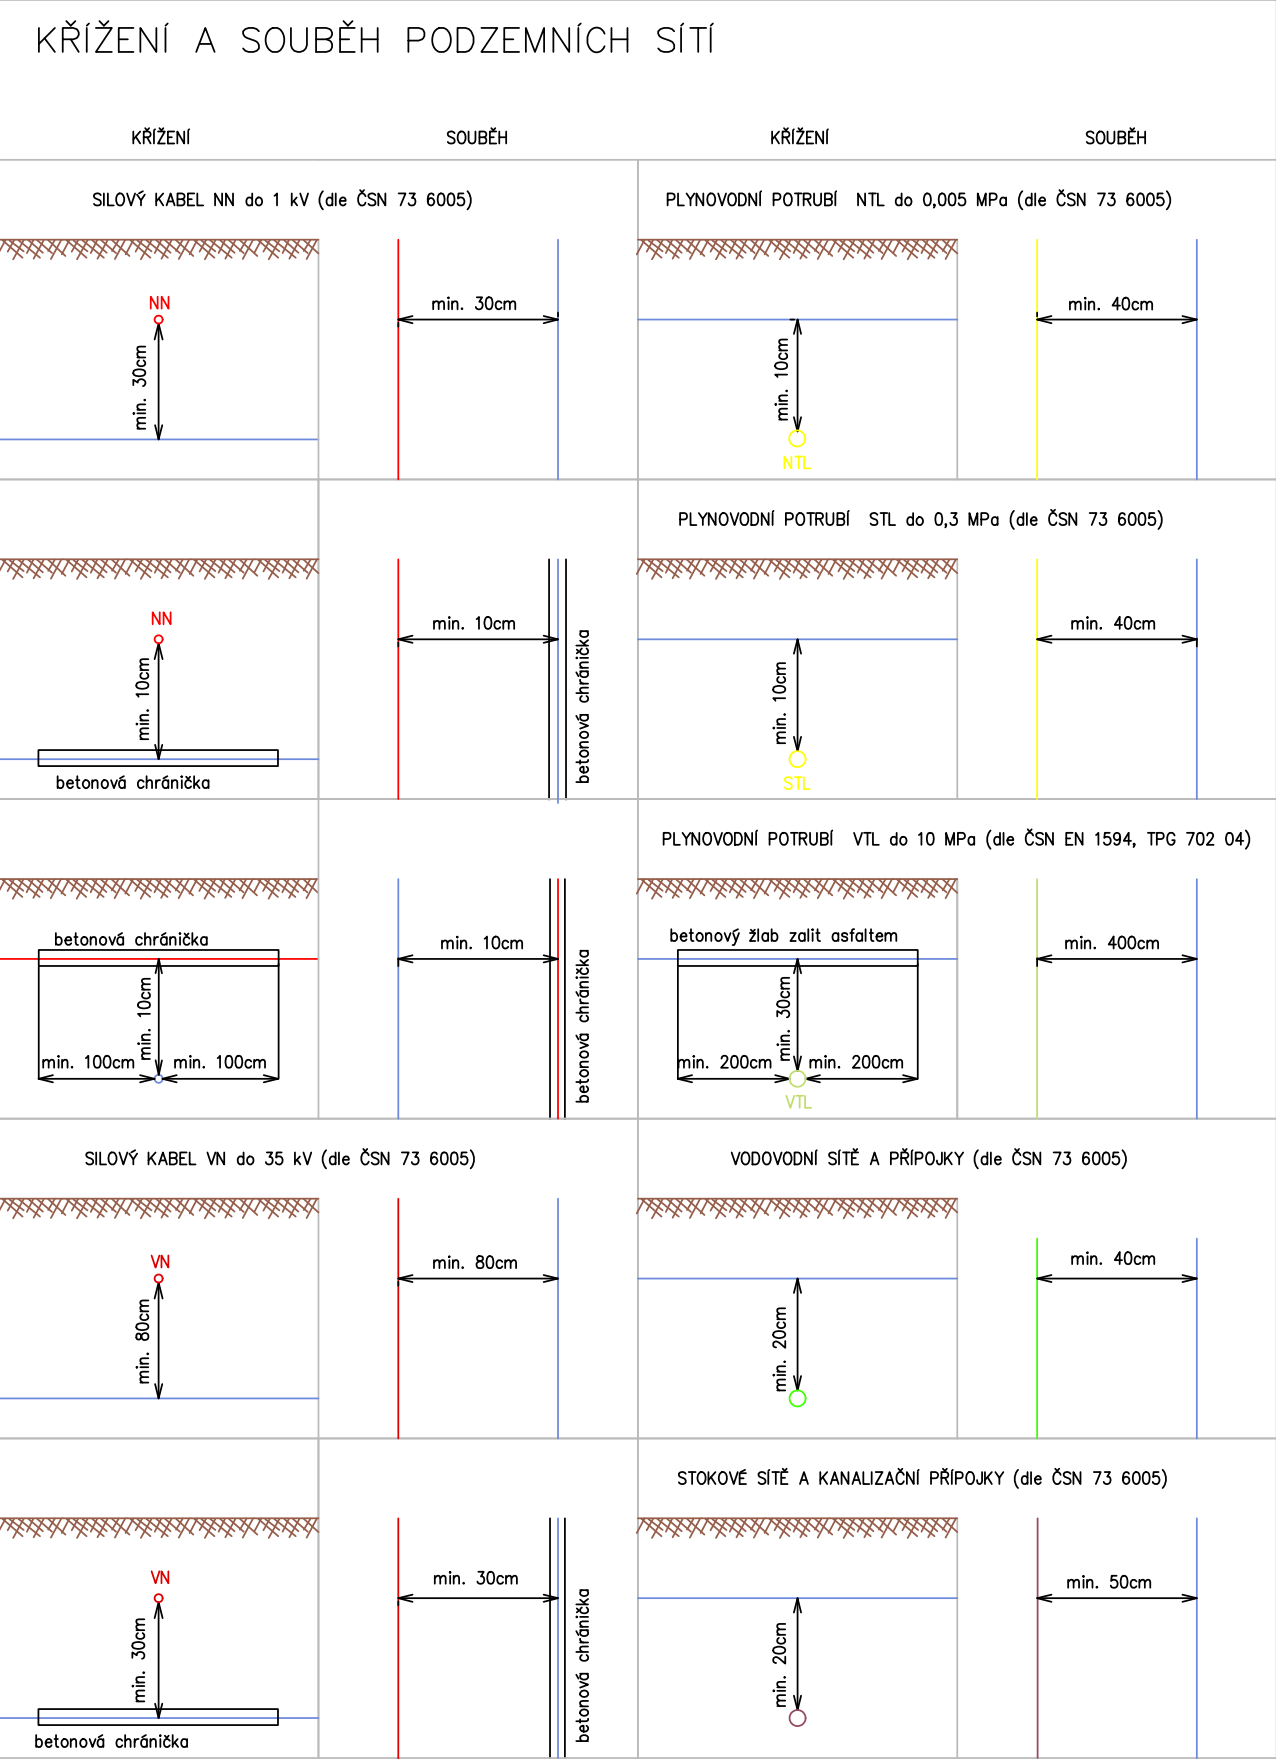 KŘÍŽENÍ A SOUBĚH PODZEMNÍCH SÍTÍ
KŘÍŽENÍ
SOUBĚH
KŘÍŽENÍ
SOUBĚH
SILOVÝ KABEL NN do 1 kV (dle ČSN 73 6005)
NN
min. 30cm
min. 30cm
PLYNOVODNÍ POTRUBÍ NTL do 0,005 MPa (dle ČSN 73 6005)
min. 10cm
NTL
min. 40cm
NN
min. 10cm
betonová chránička
min. 10cm
betonová chránička
PLYNOVODNÍ POTRUBÍ STL do 0,3 MPa (dle ČSN 73 6005)
min. 10cm
STL
min. 40cm
betonová chránička
min. 10cm
min. 100cm
min. 100cm
min. 10cm
betonová chránička
PLYNOVODNÍ POTRUBÍ VTL do 10 MPa (dle ČSN EN 1594, TPG 702 04)
betonový žlab zalit asfaltem
min. 30cm
min. 200cm
min. 200cm
VTL
min. 400cm
SILOVÝ KABEL VN do 35 kV (dle ČSN 73 6005)
VN
min. 80cm
min. 80cm
VODOVODNÍ SÍTĚ A PŘÍPOJKY (dle ČSN 73 6005)
min. 20cm
min. 40cm
VN
min. 30cm
betonová chránička
min. 30cm
betonová chránička
STOKOVÉ SÍTĚ A KANALIZAČNÍ PŘÍPOJKY (dle ČSN 73 6005)
min. 20cm
min. 50cm